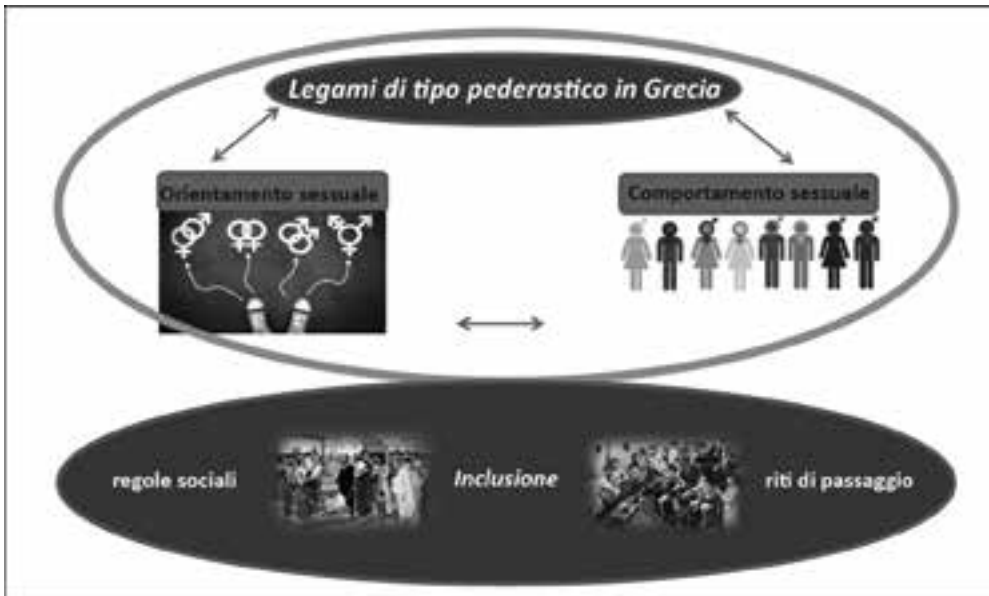 Legami di tipo pederastico in Grecia
Orientamento sessuale
Comportamento sessuale
regole sociali
Inclusione
riti di passaggio